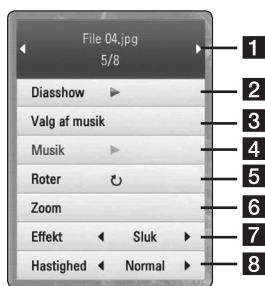 File 04.jpg
5/8
1
Diasshow
2
Valg af musik
3
Musik
4
Roter
5
Zoom
6
Effekt Sluk
7
Hastighed Normal
8